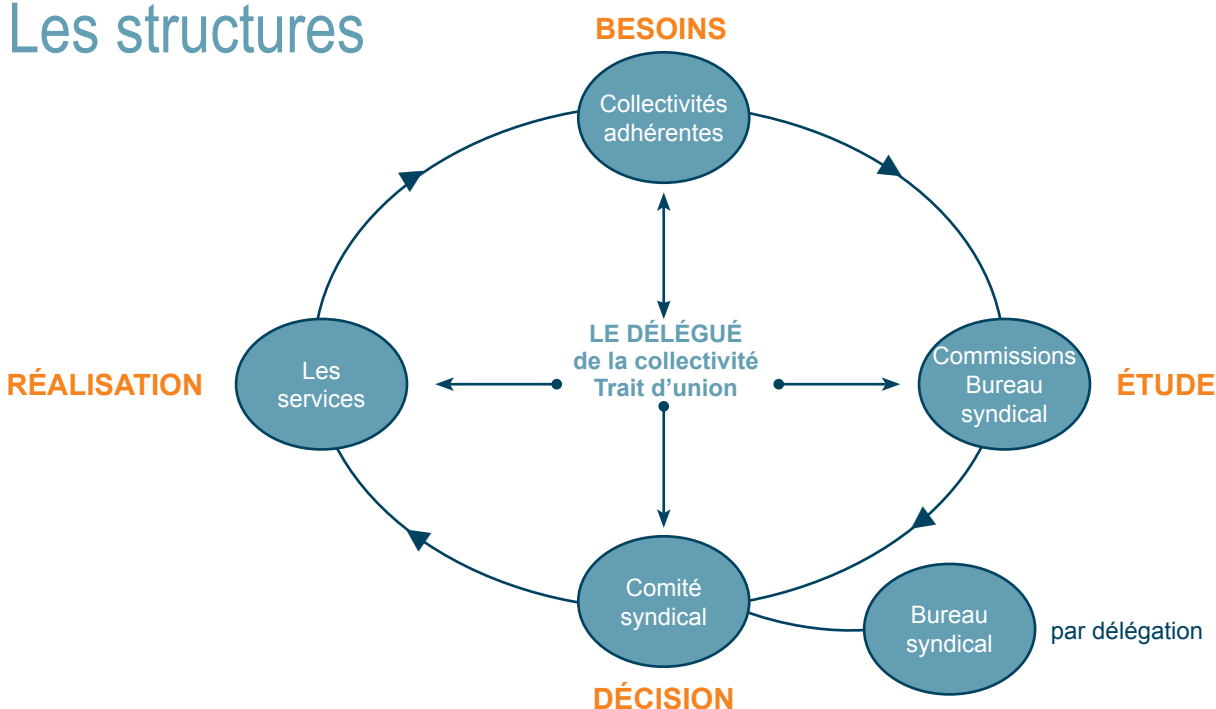 Les structures
BESOINS
Collectivités
adhérentes
LE DÉLÉGUÉ
de la collectivité
Trait d’union
RÉALISATION
Les
services
Commissions
Bureau
syndical
ÉTUDE
Comité
syndical
Bureau
syndical
par délégation
DÉCISION